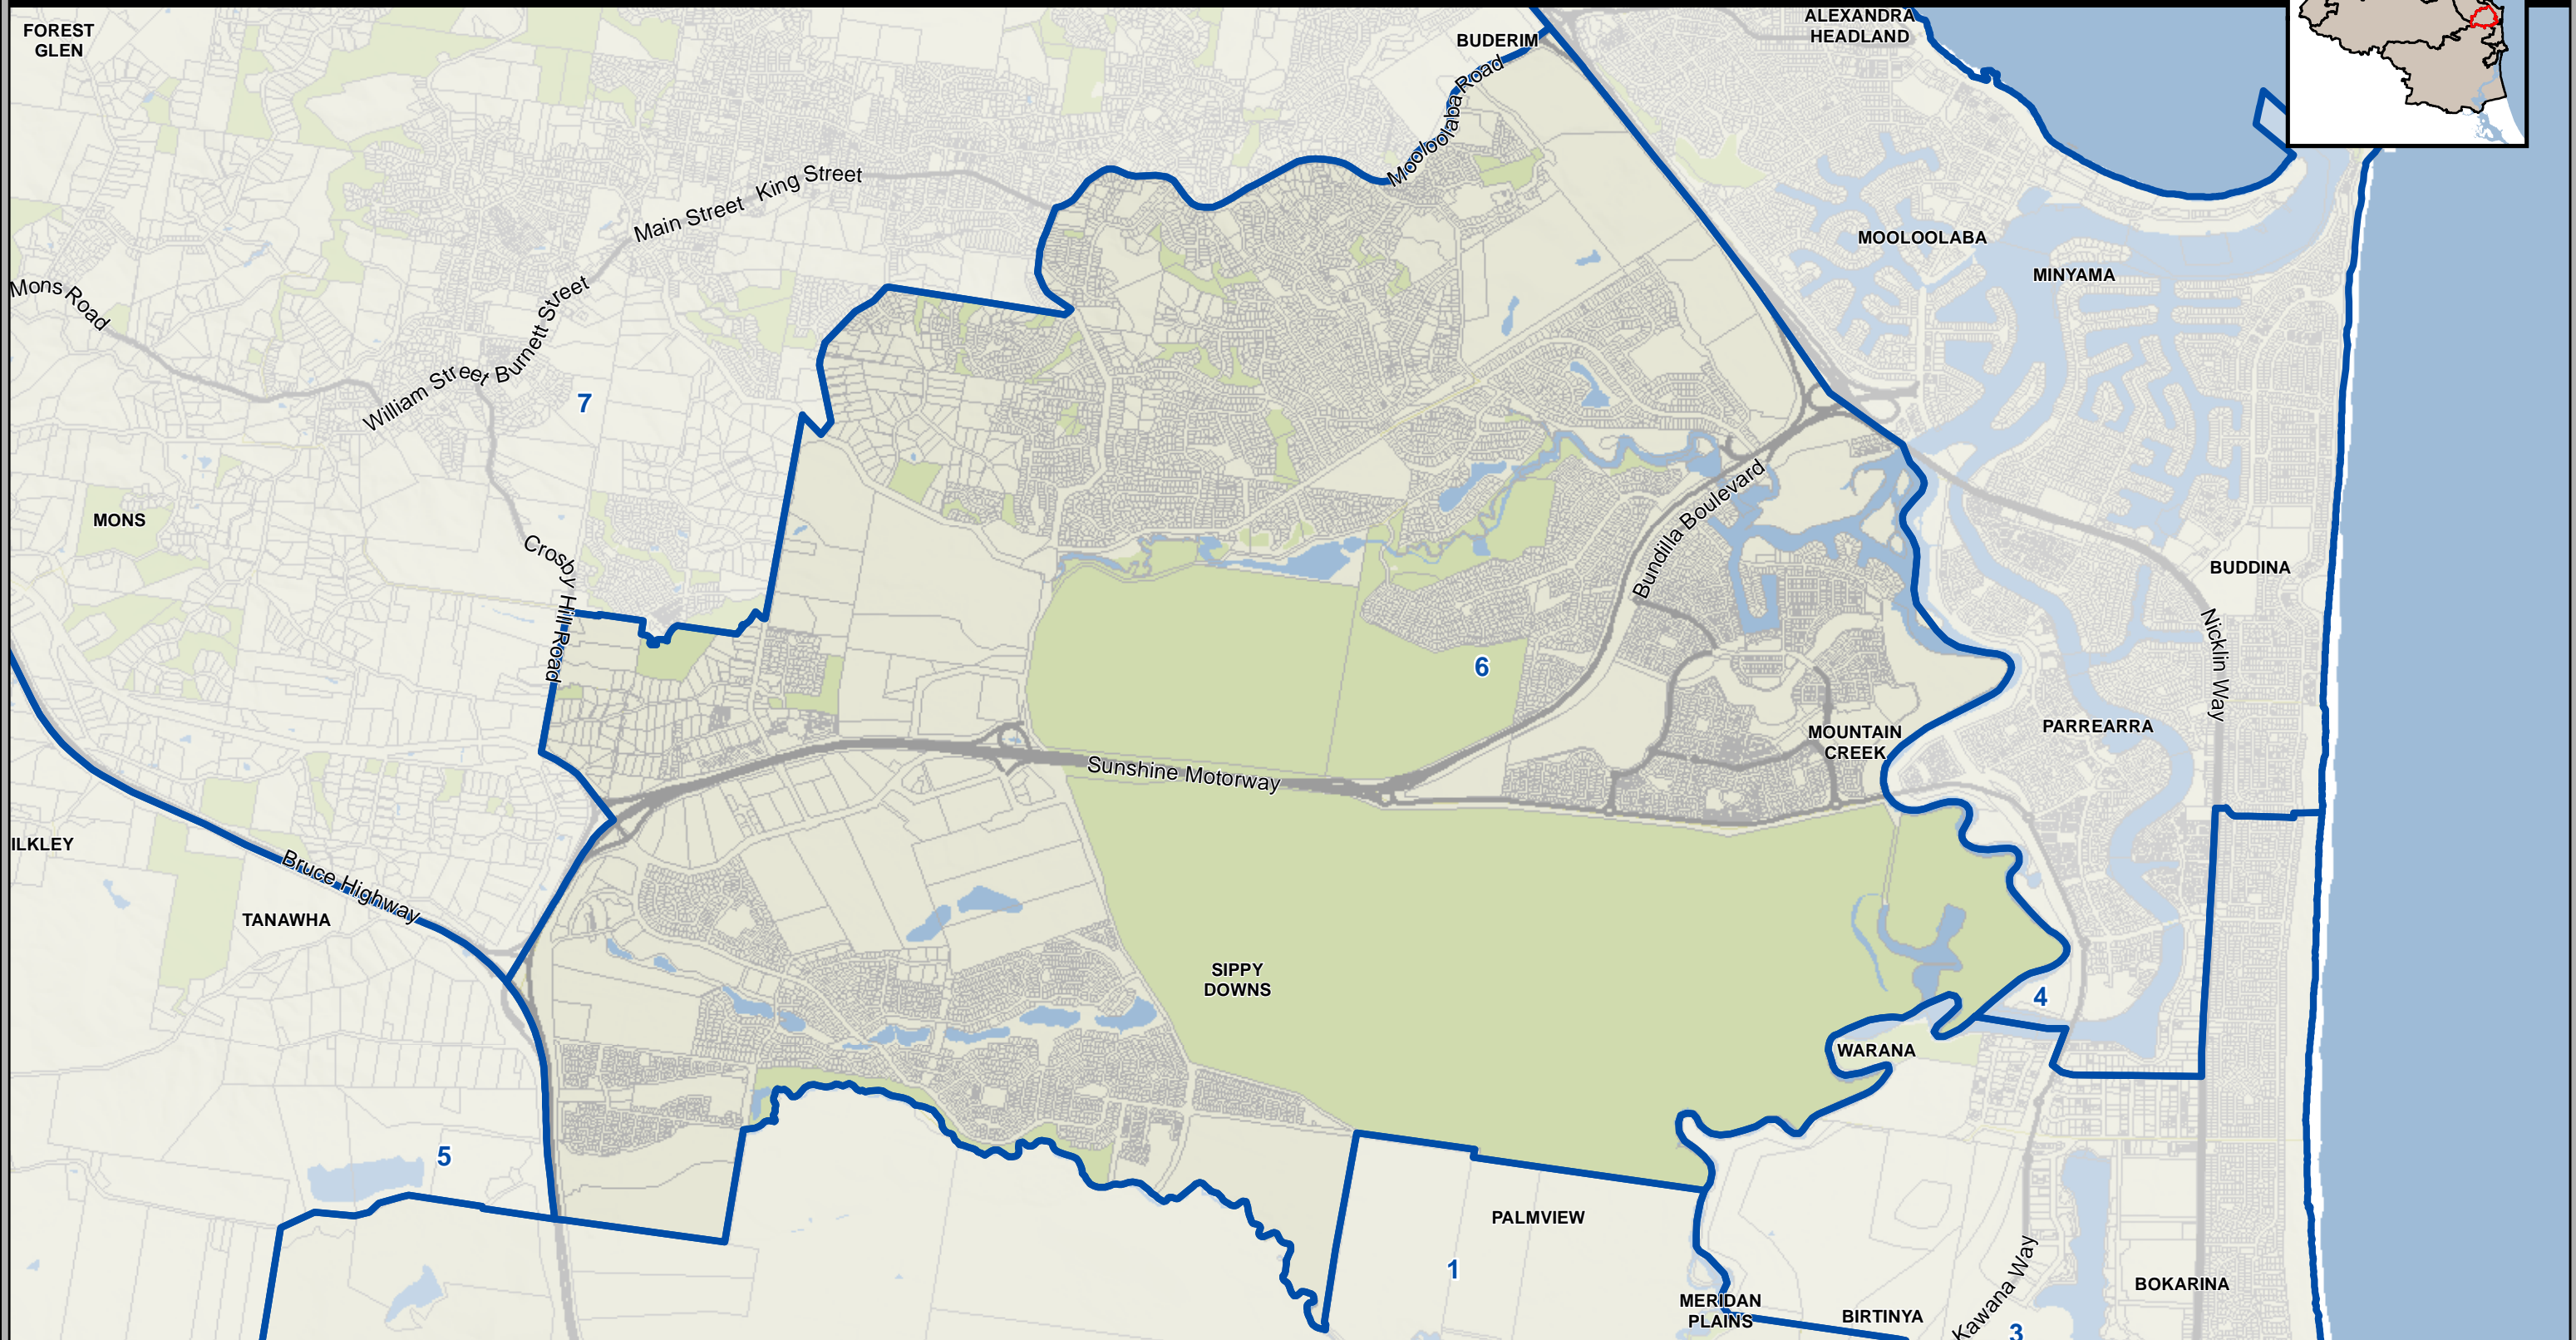 FOREST
GLEN
BUDERIM
ALEXANDRA
HEADLAND
Mooloolaba Road
King Street
Main Street
MOOLOOLABA
MINYAMA
Mons Road
Burnett Street
William Street
7
MONS
Crosby Hill Road
Bundilla Boulevard
BUDDINA
Nicklin Way
6
MOUNTAIN
CREEK
PARREARRA
Sunshine Motorway
ILKLEY
Bruce Highway
TANAWHA
SIPPY
DOWNS
4
WARANA
5
PALMVIEW
1
Kawana Way
BOKARINA
MERIDAN
PLAINS
BIRTINYA
3